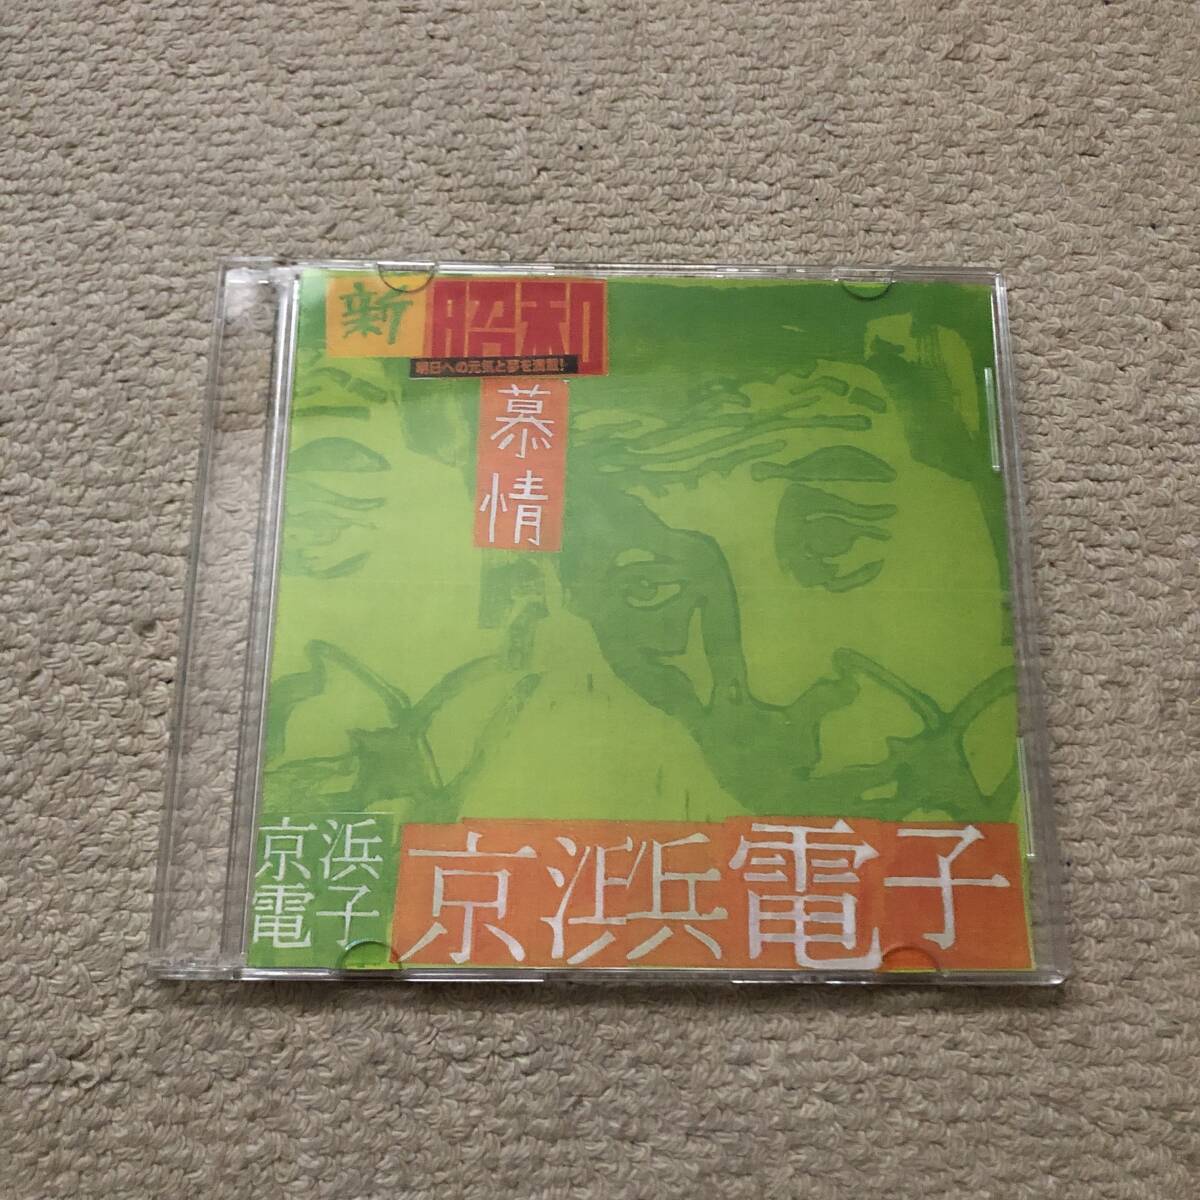 新昭和
明日への元気と夢を満載!
慕情
京浜
電子
京浜電子